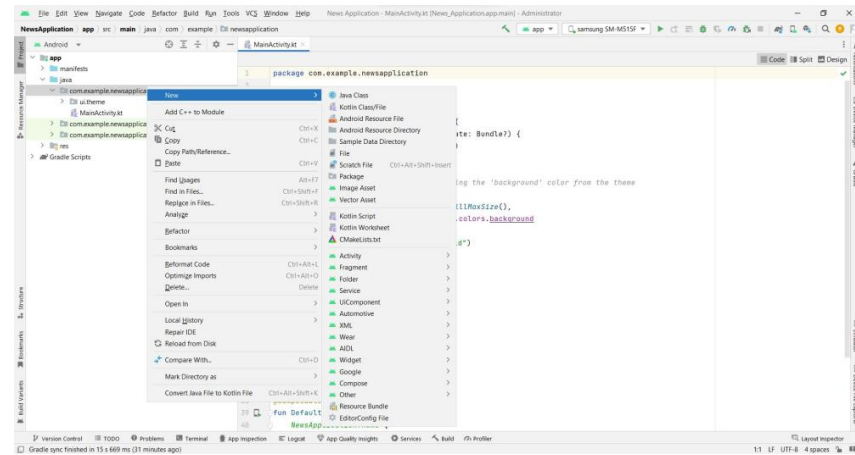 File Edit View Navigate Code Refactor Build Run Tools VCS Window Help News Application - MainActivity.kt [News_Application.app.main] - Administrator
NewsApplication app src main java com example newsapplication
app samsung SM-M515F
Android
MainActivity.kt
Code Split Design
Project
Resource Manager
Structure
Bookmarks
Build Variants
app
manifests
java
com.example.newsapplica
ui.theme
MainActivity.kt
com.example.newsapplica
com.example.newsapplica
res
Gradle Scripts
New
Add C++ to Module
Cut Ctrl+X
Copy Ctrl+C
Copy Path/Reference...
Paste Ctrl+V
Find Usages Alt+F7
Find in Files... Ctrl+Shift+F
Replace in Files... Ctrl+Shift+R
Analyze
Refactor
Bookmarks
Reformat Code Ctrl+Alt+L
Optimize Imports Ctrl+Alt+O
Delete... Delete
Open In
Local History
Repair IDE
Reload from Disk
Compare With... Ctrl+D
Mark Directory as
Convert Java File to Kotlin File Ctrl+Alt+Shift+K
Java Class
Kotlin Class/File
Android Resource File
Android Resource Directory
Sample Data Directory
File
Scratch File Ctrl+Alt+Shift+Insert
Package
Image Asset
Vector Asset
Kotlin Script
Kotlin Worksheet
CMakeLists.txt
Activity
Fragment
Folder
Service
UiComponent
Automotive
XML
Wear
AIDL
Widget
Google
Compose
Other
Resource Bundle
EditorConfig File
1 package com.example.newsapplication
(
ate: Bundle?) {
)
ing the 'background' color from the theme
illMaxSize(),
.colors.background
d")
39 fun Default
40
Version Control TODO Problems Terminal App Inspection Logcat App Quality Insights Services Build Profiler Layout Inspector
Gradle sync finished in 15 s 669 ms (31 minutes ago) 1:1 LF UTF-8 4 spaces